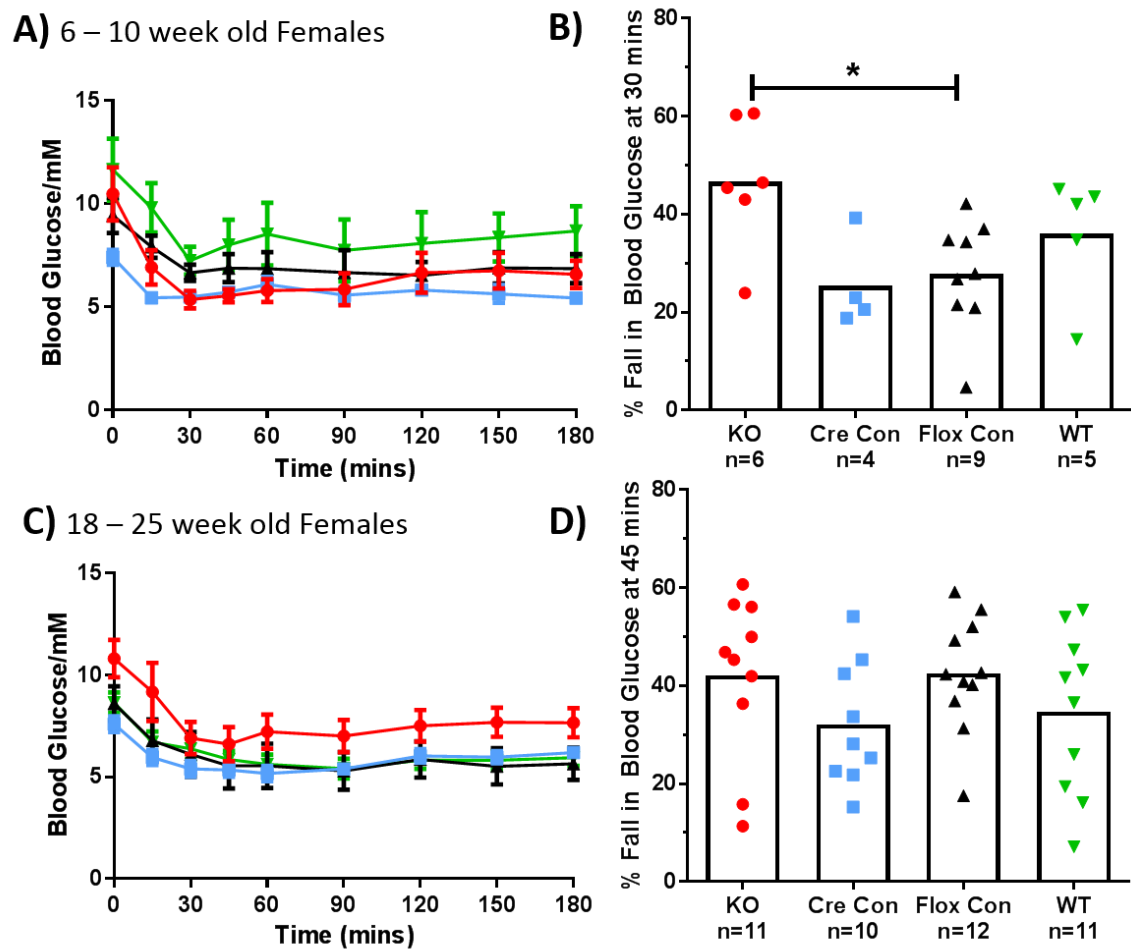 A) 6 – 10 week old Females
Blood Glucose/mM
15
10
5
0
0 30 60 90 120 150 180
Time (mins)
B)
% Fall in Blood Glucose at 30 mins
80
60
40
20
0
*
KO Cre Con Flox Con WT
n=6 n=4 n=9 n=5
C) 18 – 25 week old Females
Blood Glucose/mM
15
10
5
0
0 30 60 90 120 150 180
Time (mins)
D)
% Fall in Blood Glucose at 45 mins
80
60
40
20
0
KO Cre Con Flox Con WT
n=11 n=10 n=12 n=11